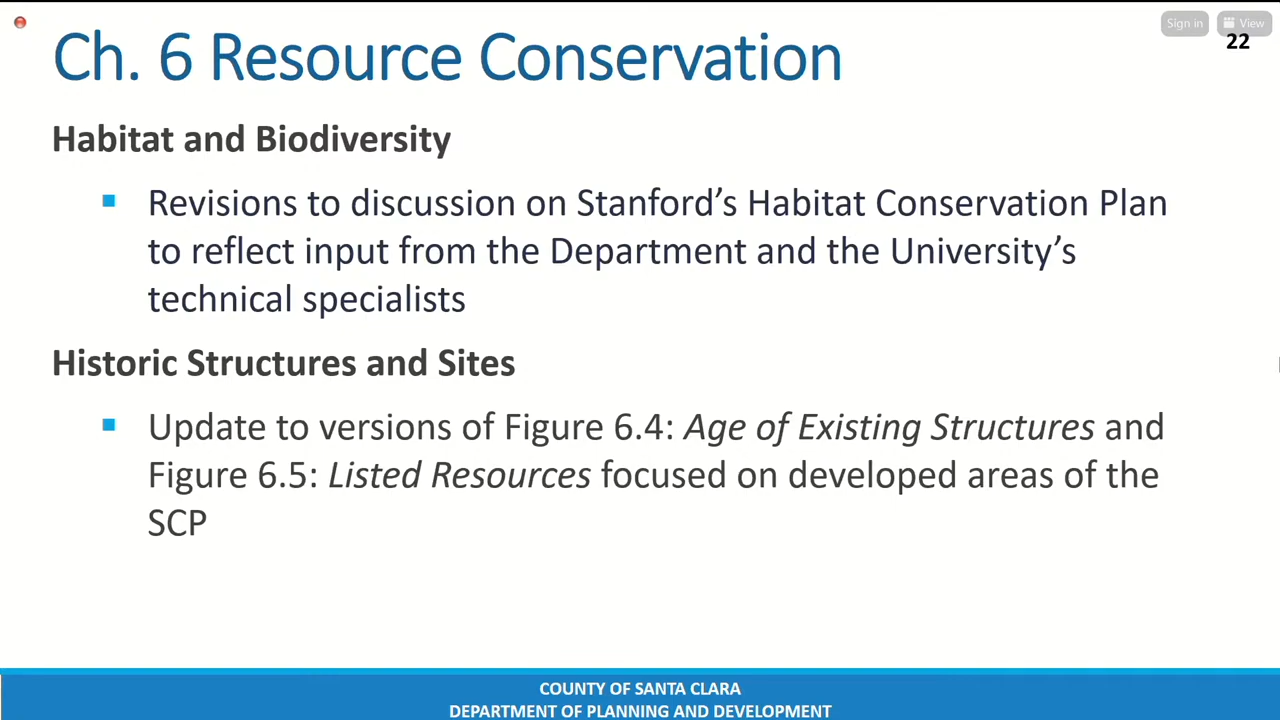 Sign in
View
22
Ch. 6 Resource Conservation
Habitat and Biodiversity
Revisions to discussion on Stanford’s Habitat Conservation Plan
to reflect input from the Department and the University’s
technical specialists
Historic Structures and Sites
Update to versions of Figure 6.4: Age of Existing Structures and
Figure 6.5: Listed Resources focused on developed areas of the
SCP
COUNTY OF SANTA CLARA
DEPARTMENT OF PLANNING AND DEVELOPMENT